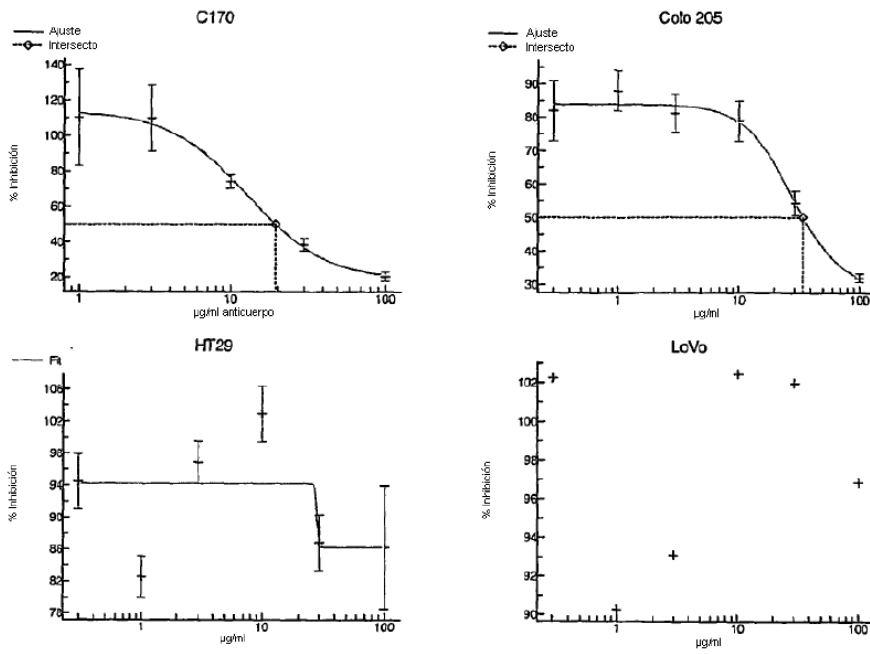 C170
Ajuste
Intersecto
140
120
100
80
60
40
20
% Inhibición
1
10
100
µg/ml anticuerpo
Colo 205
Ajuste
Intersecto
90
80
70
60
50
40
30
% Inhibición
1
10
100
µg/ml
HT29
Fit
106
102
98
94
90
86
82
78
% Inhibición
1
10
100
µg/ml
LoVo
102
100
98
96
94
92
90
% Inhibición
1
10
100
µg/ml